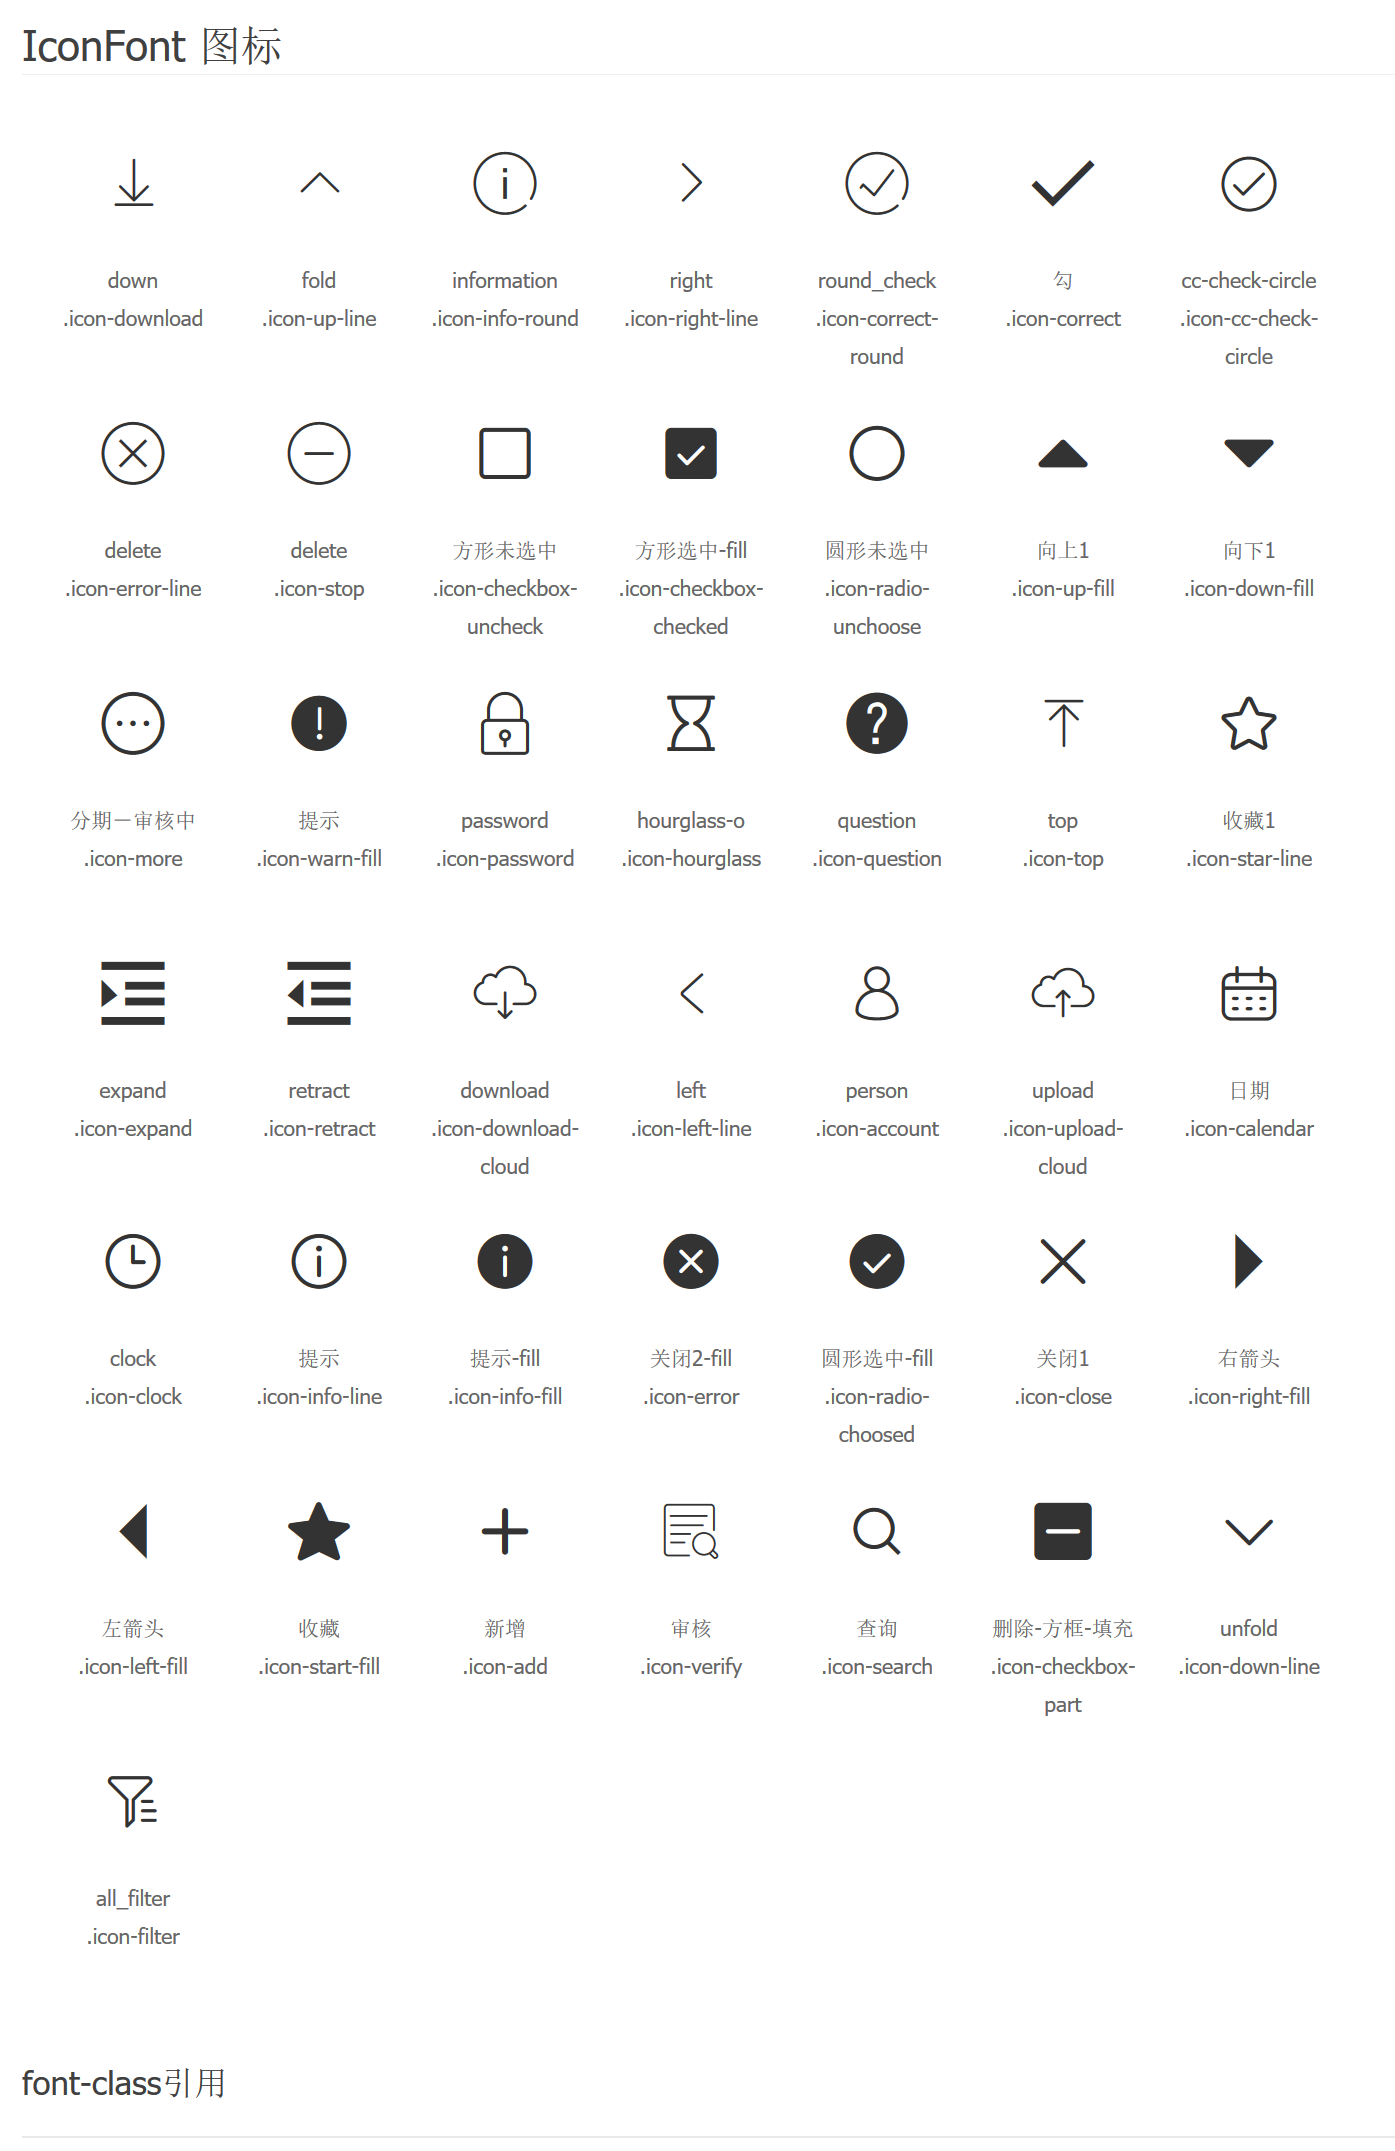 IconFont 图标
down fold information right round_check 勾 cc-check-circle
.icon-download .icon-up-line .icon-info-round .icon-right-line .icon-correct- .icon-correct .icon-cc-check-
round circle
delete delete 方形未选中 方形选中-fill 圆形未选中 向上1 向下1
.icon-error-line .icon-stop .icon-checkbox- .icon-checkbox- .icon-radio- .icon-up-fill .icon-down-fill
uncheck checked unchoose
分期－审核中 提示 password hourglass-o question top 收藏1
.icon-more .icon-warn-fill .icon-password .icon-hourglass .icon-question .icon-top .icon-star-line
expand retract download left person upload 日期
.icon-expand .icon-retract .icon-download- .icon-left-line .icon-account .icon-upload- .icon-calendar
cloud cloud
clock 提示 提示-fill 关闭2-fill 圆形选中-fill 关闭1 右箭头
.icon-clock .icon-info-line .icon-info-fill .icon-error .icon-radio- .icon-close .icon-right-fill
choosed
左箭头 收藏 新增 审核 查询 删除-方框-填充 unfold
.icon-left-fill .icon-start-fill .icon-add .icon-verify .icon-search .icon-checkbox- .icon-down-line
part
all_filter
.icon-filter
font-class引用